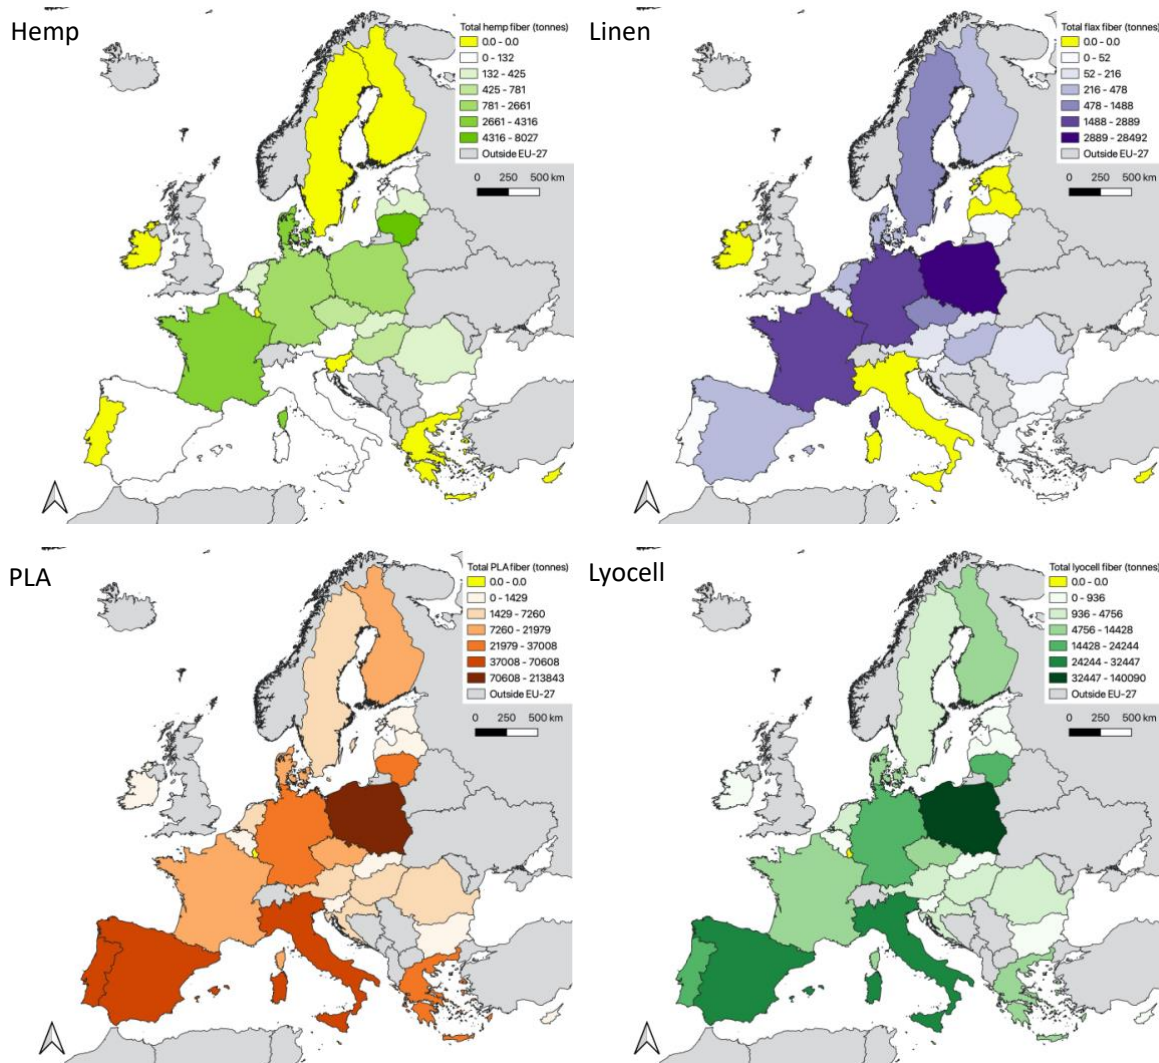 Hemp
Total hemp fiber (tonnes)
0.0 - 0.0
0 - 132
132 - 425
425 - 781
781 - 2661
2661 - 4316
4316 - 8027
Outside EU-27
0 250 500 km
Linen
Total flax fiber (tonnes)
0.0 - 0.0
0 - 52
52 - 216
216 - 478
478 - 1488
1488 - 2889
2889 - 28492
Outside EU-27
0 250 500 km
PLA
Total PLA fiber (tonnes)
0.0 - 0.0
0 - 1429
1429 - 7260
7260 - 21979
21979 - 37008
37008 - 70608
70608 - 213843
Outside EU-27
0 250 500 km
Lyocell
Total lyocell fiber (tonnes)
0.0 - 0.0
0 - 936
936 - 4756
4756 - 14428
14428 - 24244
24244 - 32447
32447 - 140090
Outside EU-27
0 250 500 km